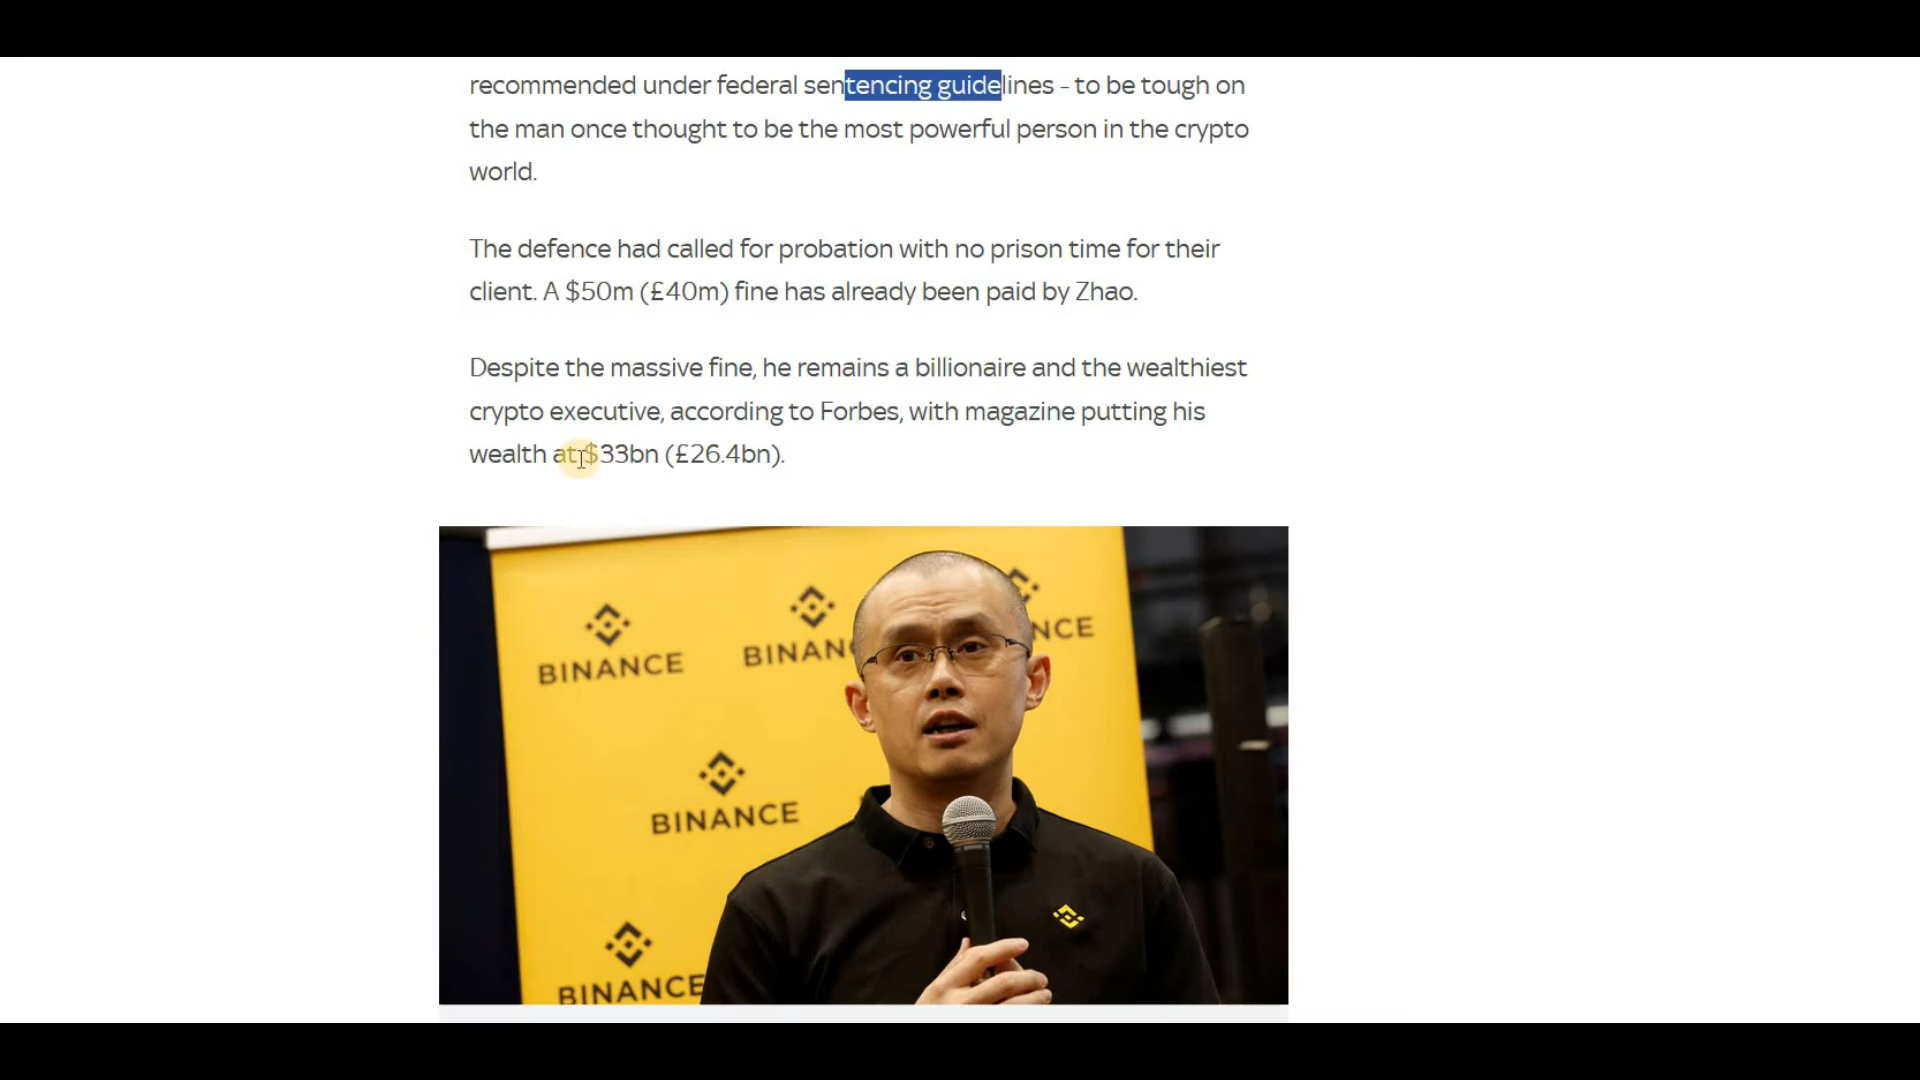 recommended under federal sentencing guidelines - to be tough on
the man once thought to be the most powerful person in the crypto
world.
The defence had called for probation with no prison time for their
client. A $50m (£40m) fine has already been paid by Zhao.
Despite the massive fine, he remains a billionaire and the wealthiest
crypto executive, according to Forbes, with magazine putting his
wealth at $33bn (£26.4bn).
BINANCE
BINANC
NCE
BINANCE
BINANCE